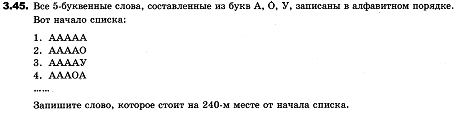 3.45. Все 5-буквенные слова, составленные из букв А, О, У, записаны в алфавитном порядке.
Вот начало списка:
1. ААААА
2. ААААО
3. ААААУ
4. АААОА
......
Запишите слово, которое стоит на 240-м месте от начала списка.